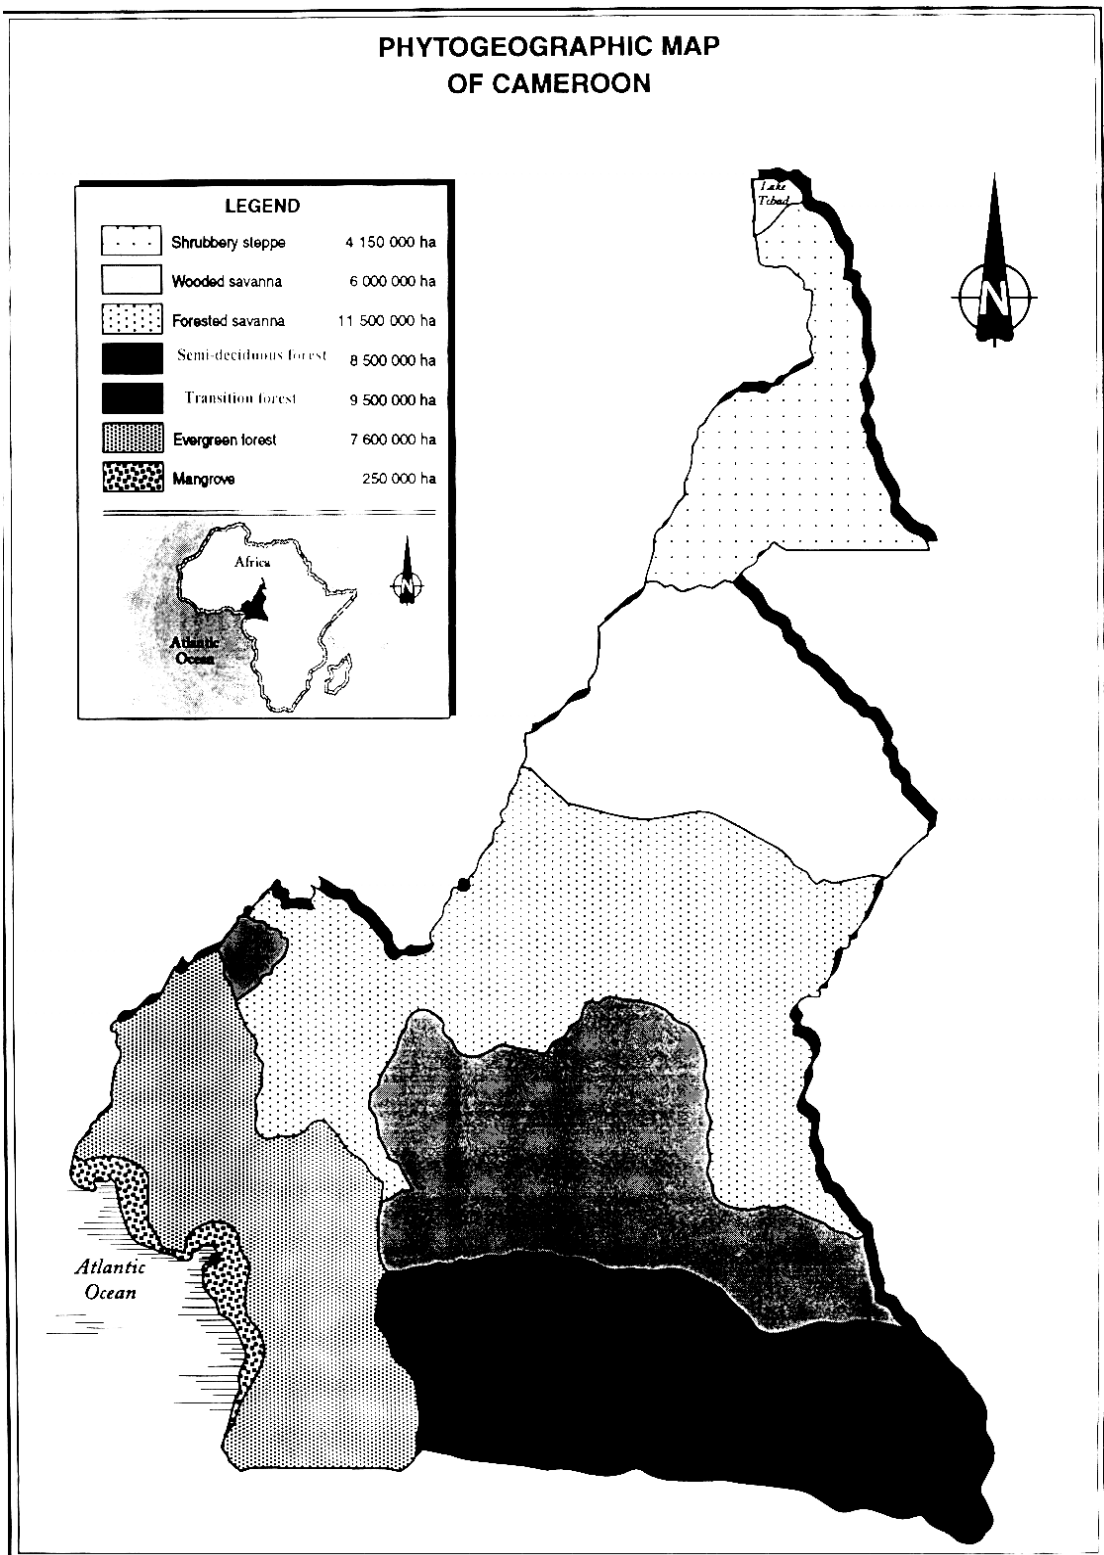 PHYTOGEOGRAPHIC MAP
OF CAMEROON
Lake
Tchad
N
LEGEND
Shrubbery steppe 4 150 000 ha
Wooded savanna 6 000 000 ha
Forested savanna 11 500 000 ha
Semi-deciduous forest 8 500 000 ha
Transition forest 9 500 000 ha
Evergreen forest 7 600 000 ha
Mangrove 250 000 ha
Africa
N
Atlantic
Ocean
Atlantic
Ocean